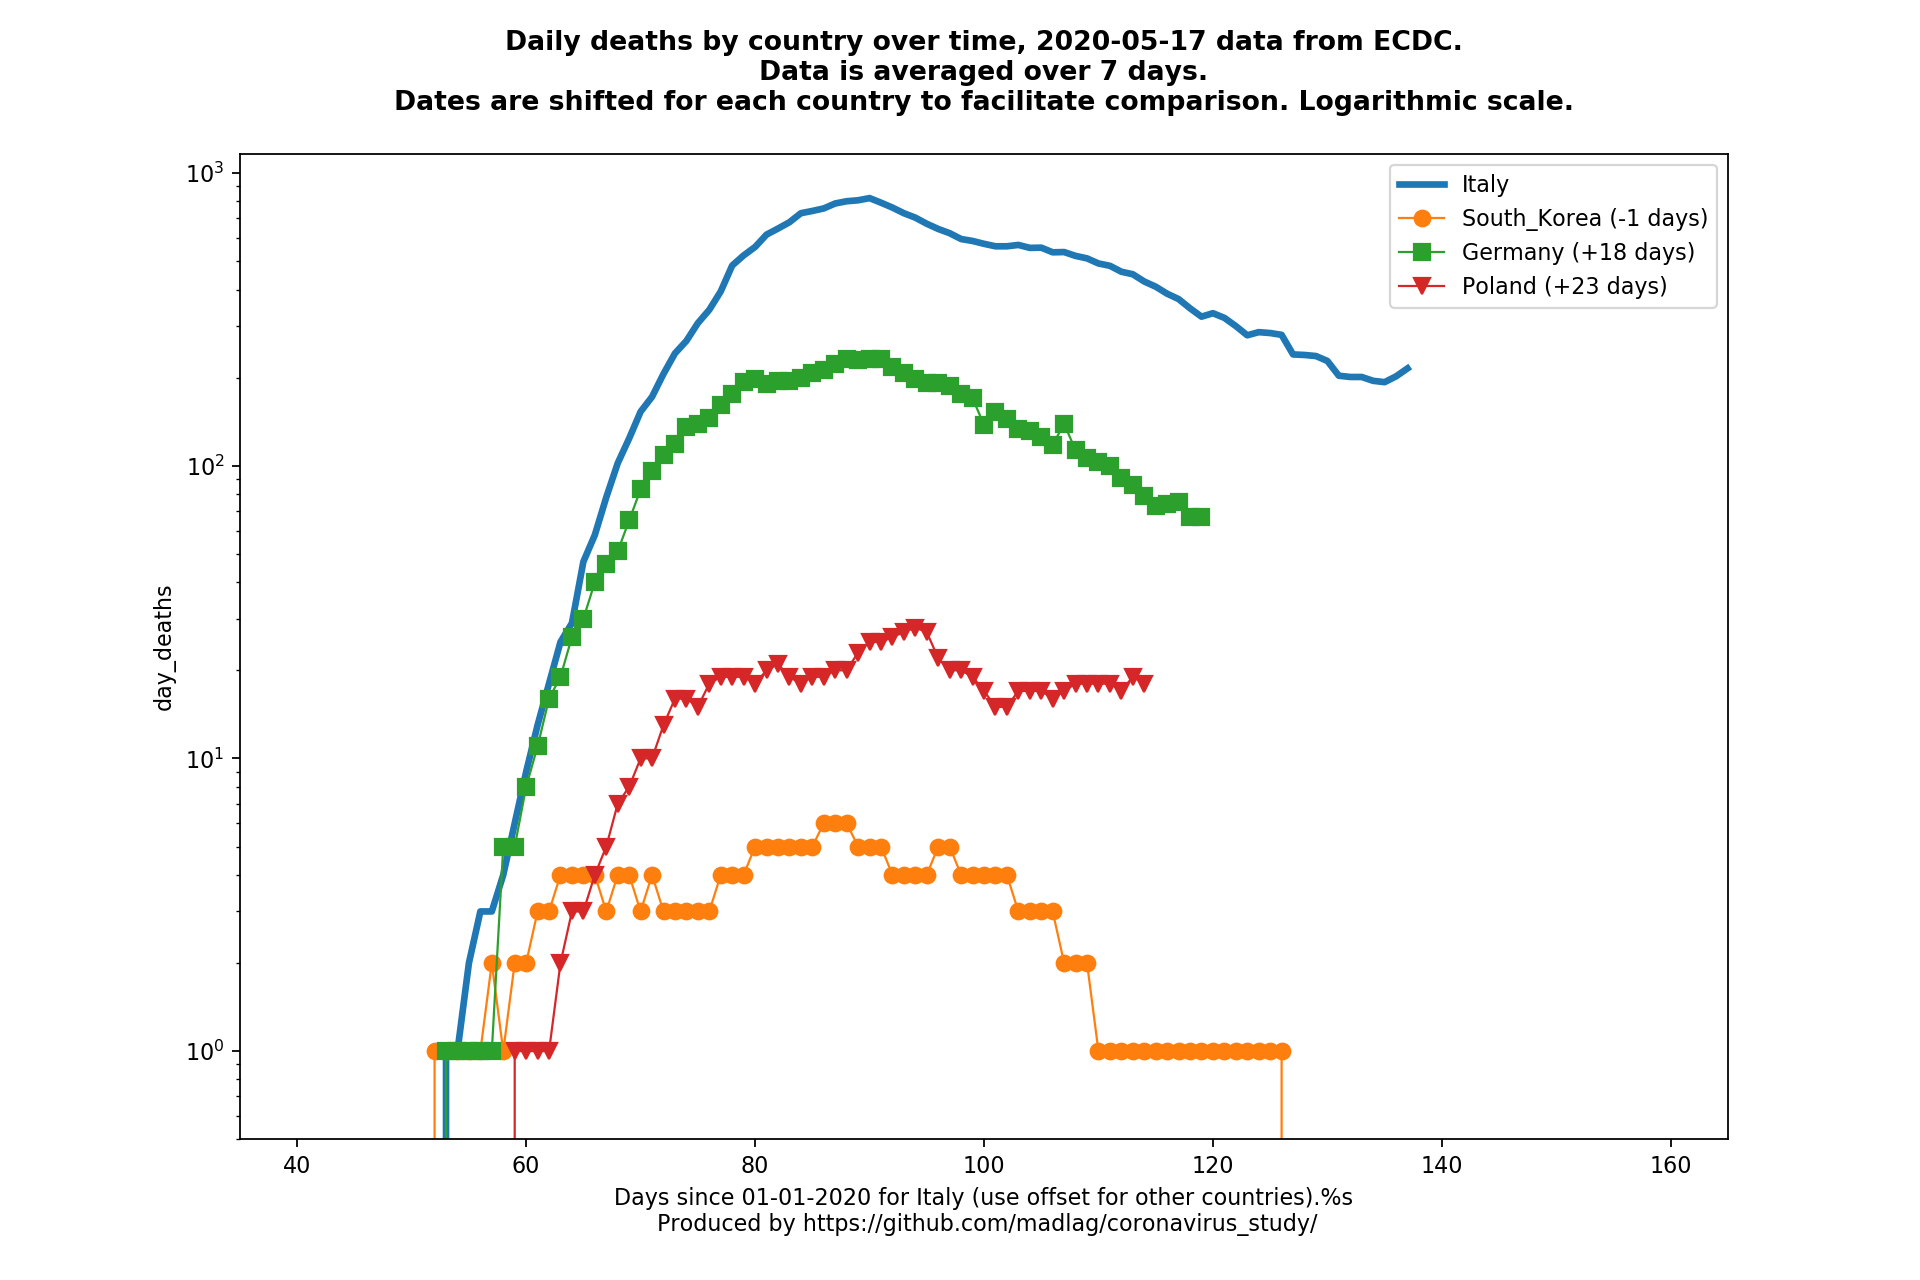 Daily deaths by country over time, 2020-05-17 data from ECDC.
Data is averaged over 7 days.
Dates are shifted for each country to facilitate comparison. Logarithmic scale.
10³
10²
10¹
10⁰
day_deaths
Italy
South_Korea (-1 days)
Germany (+18 days)
Poland (+23 days)
40 60 80 100 120 140 160
Days since 01-01-2020 for Italy (use offset for other countries).%s
Produced by https://github.com/madlag/coronavirus_study/